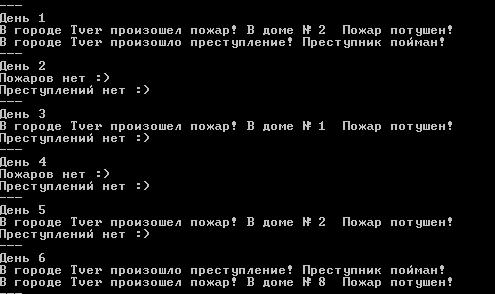 ---
День 1
В городе Tver произошел пожар! В доме № 2  Пожар потушен!
В городе Tver произошло преступление! Преступник пойман!
---
День 2
Пожаров нет :)
Преступлений нет :)
---
День 3
В городе Tver произошел пожар! В доме № 1  Пожар потушен!
Преступлений нет :)
---
День 4
Пожаров нет :)
Преступлений нет :)
---
День 5
В городе Tver произошел пожар! В доме № 2  Пожар потушен!
Преступлений нет :)
---
День 6
В городе Tver произошло преступление! Преступник пойман!
В городе Tver произошел пожар! В доме № 8  Пожар потушен!
---